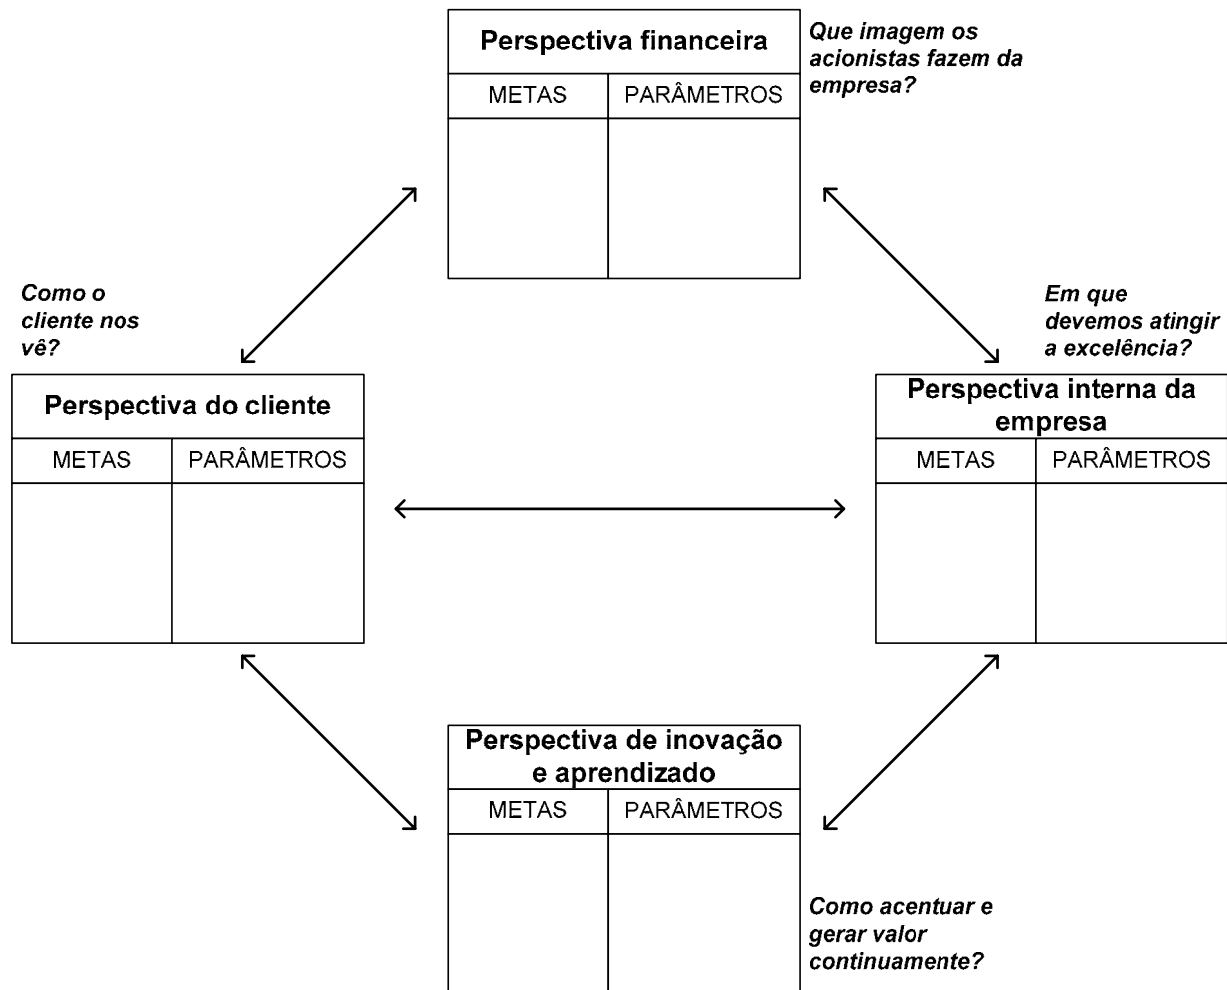 Perspectiva financeira
METAS PARÂMETROS
Que imagem os
acionistas fazem da
empresa?
Como o
cliente nos
vê?
Perspectiva do cliente
METAS PARÂMETROS
Em que
devemos atingir
a excelência?
Perspectiva interna da
empresa
METAS PARÂMETROS
Perspectiva de inovação
e aprendizado
METAS PARÂMETROS
Como acentuar e
gerar valor
continuamente?